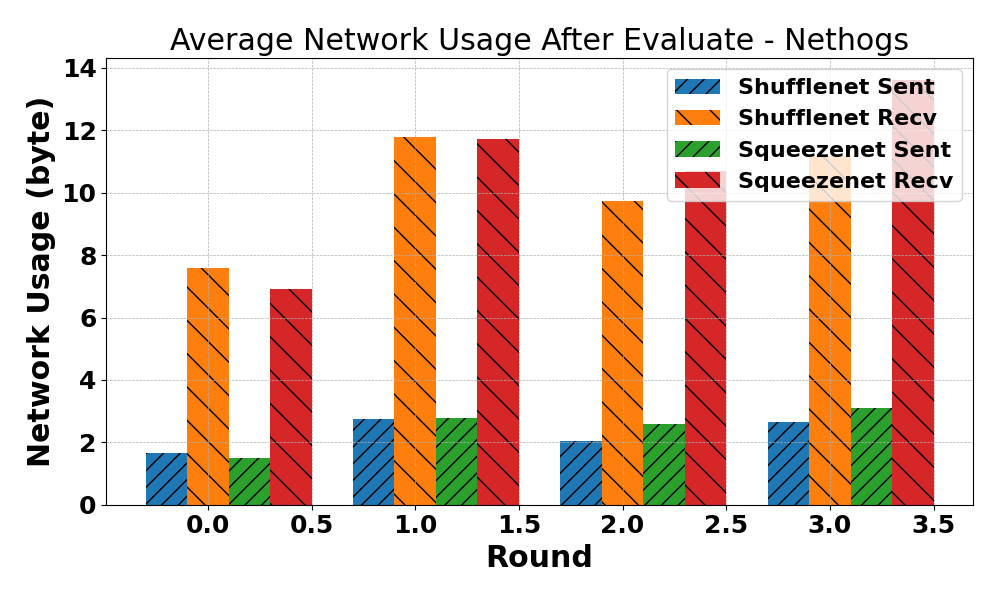 Average Network Usage After Evaluate - Nethogs
Network Usage (byte)
14
12
10
8
6
4
2
0
Shufflenet Sent
Shufflenet Recv
Squeezenet Sent
Squeezenet Recv
0.0 0.5 1.0 1.5 2.0 2.5 3.0 3.5
Round